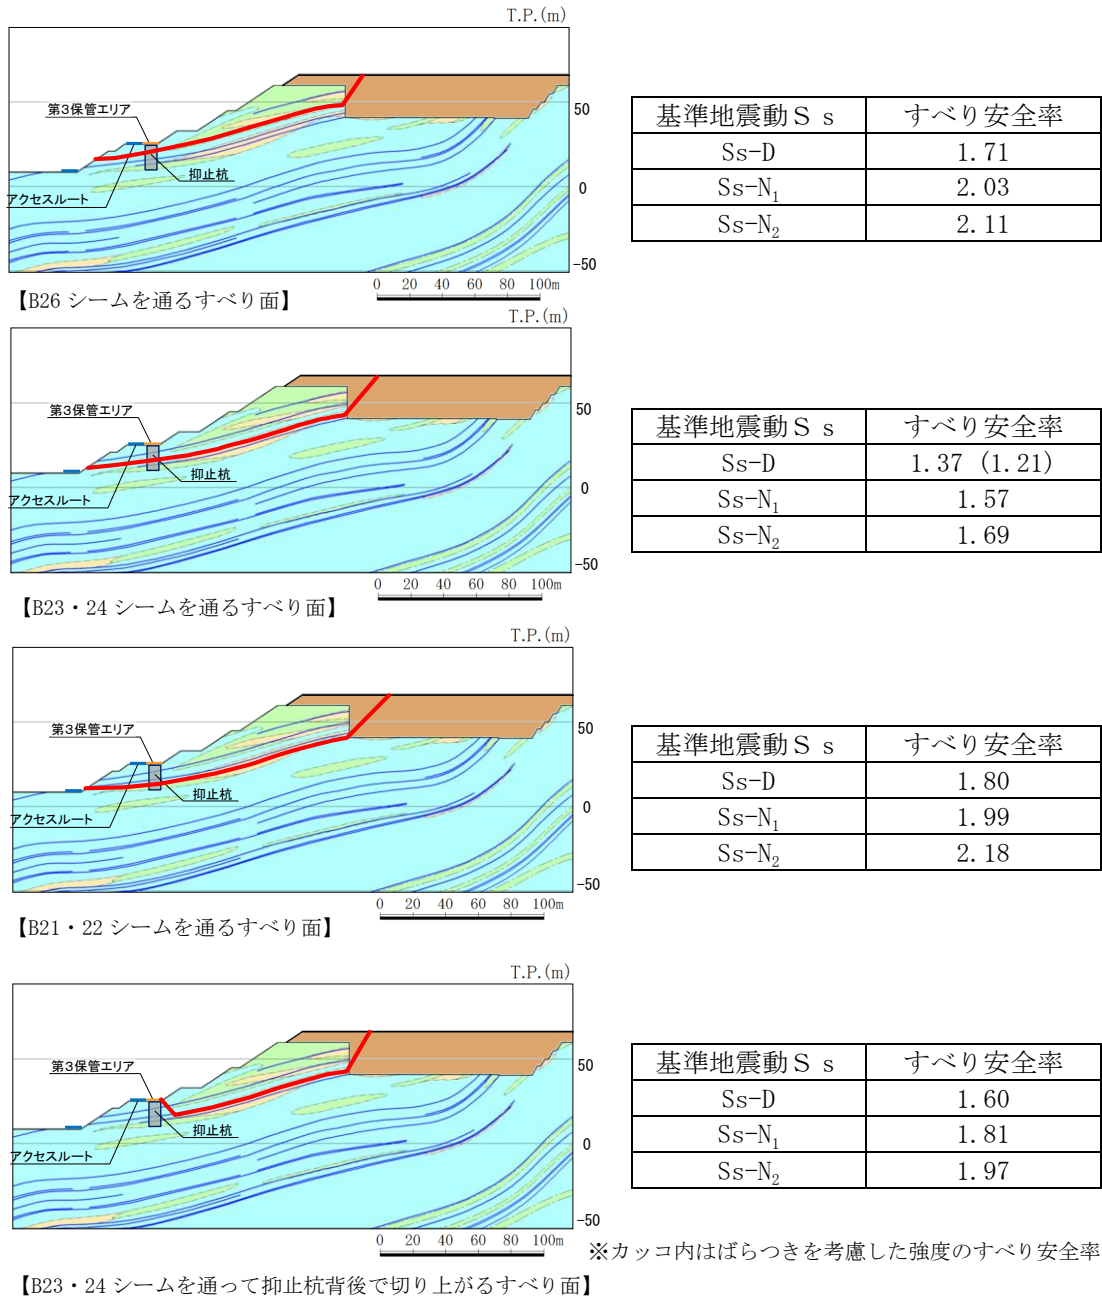 T.P.(m)
第3保管エリア
抑止杭
アクセスルート
50
0
-50
0 20 40 60 80 100m
【B26 シームを通るすべり面】
基準地震動Ｓｓ すべり安全率
Ss-D 1.71
Ss-N₁ 2.03
Ss-N₂ 2.11
T.P.(m)
第3保管エリア
抑止杭
アクセスルート
50
0
-50
0 20 40 60 80 100m
【B23・24 シームを通るすべり面】
基準地震動Ｓｓ すべり安全率
Ss-D 1.37 (1.21)
Ss-N₁ 1.57
Ss-N₂ 1.69
T.P.(m)
第3保管エリア
抑止杭
アクセスルート
50
0
-50
0 20 40 60 80 100m
【B21・22 シームを通るすべり面】
基準地震動Ｓｓ すべり安全率
Ss-D 1.80
Ss-N₁ 1.99
Ss-N₂ 2.18
T.P.(m)
第3保管エリア
抑止杭
アクセスルート
50
0
-50
0 20 40 60 80 100m
【B23・24 シームを通って抑止杭背後で切り上がるすべり面】
基準地震動Ｓｓ すべり安全率
Ss-D 1.60
Ss-N₁ 1.81
Ss-N₂ 1.97
※カッコ内はばらつきを考慮した強度のすべり安全率